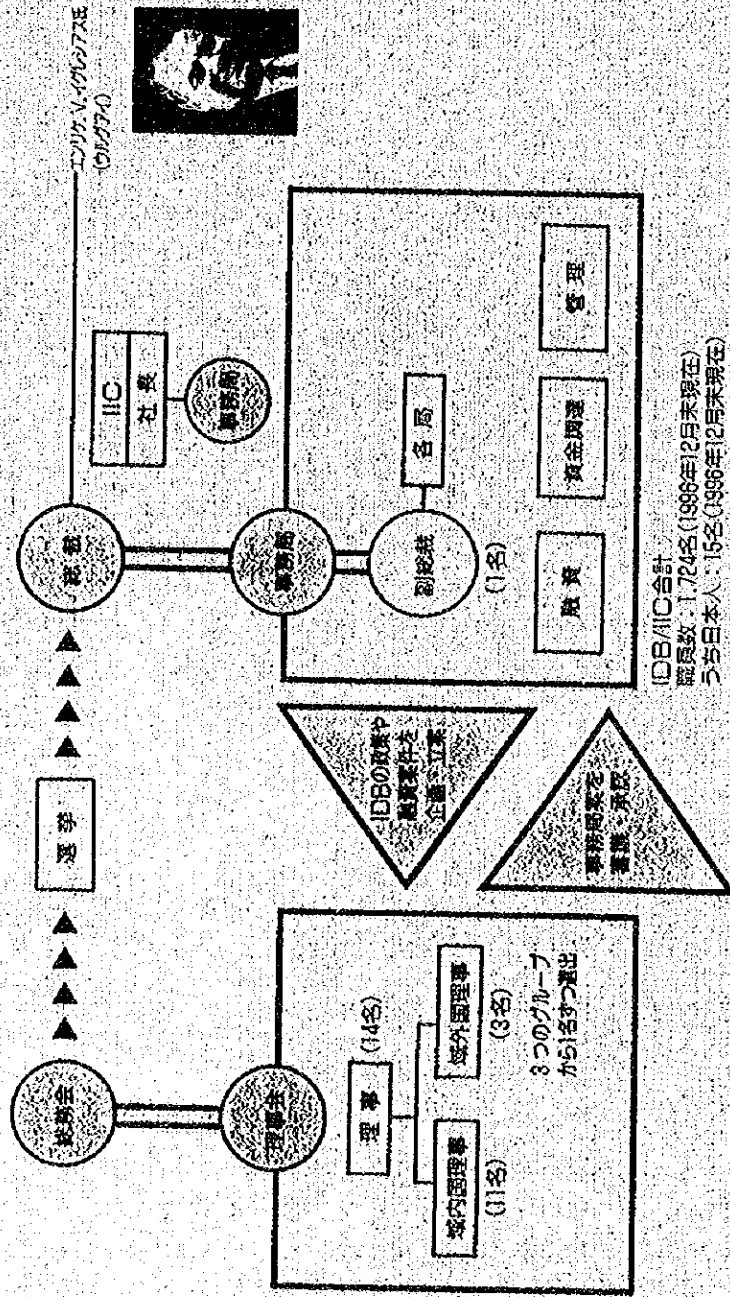 総務会
選挙
総裁
エンリケ V. イグレシアス氏
(ウルグアイ)
IIC
社長
事務局
理事会
理事
(14名)
域内国理事
(11名)
域外国理事
(3名)
3つのグループ
から1名ずつ選出
IDBの政策や
融資案件を
企画・立案
事務局案を
審議・承認
事務局
副総裁
(1名)
各局
融資
資金調達
管理
IDB/IIC合計
職員数:1,724名(1996年12月末現在)
うち日本人:15名(1996年12月末現在)